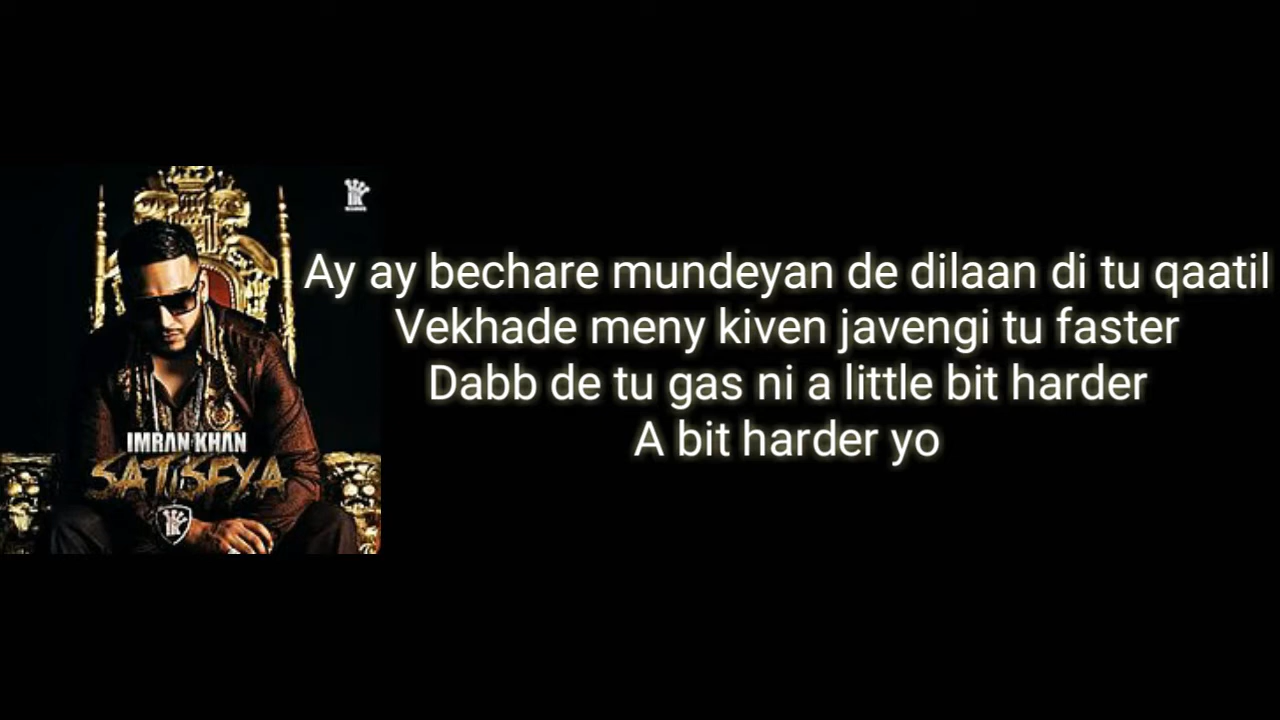 Ay ay bechare mundeyan de dilaan di tu qaatil
Vekhade meny kiven javengi tu faster
Dabb de tu gas ni a little bit harder
A bit harder yo
IMRAN KHAN
SATISFYA
IK